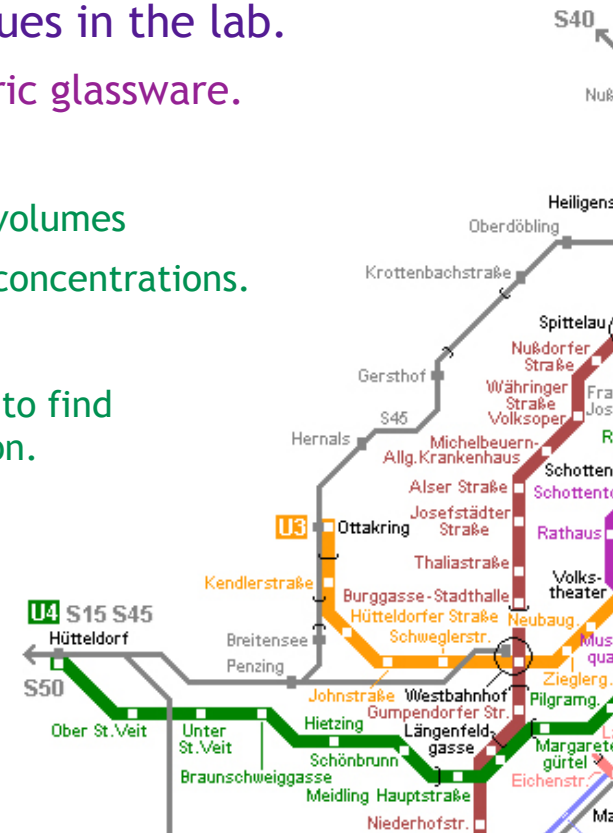 ues in the lab.
ric glassware.
volumes
concentrations.
to find
on.
S40
Nuß
Heiligens
Oberdöbling
Krottenbachstraße
Spittelau
Nußdorfer
Straße
Gersthof
Währinger
Straße
Volksoper
Fra
Jos
S45
Hernals
Michelbeuern-
Allg.Krankenhaus
R
Schotten
Alser Straße
Schottento
Josefstädter
Straße
U3
Ottakring
Rathaus
Thaliastraße
Volks-
theater
Kendlerstraße
Burggasse-Stadthalle
U4 S15 S45
Hütteldorf
Hütteldorfer Straße
Neubaug.
Schweglerstr.
Breitensee
Mus
qua
Penzing
Zieglerg.
S50
Johnstraße
Westbahnhof
Pilgramg.
Gumpendorfer Str.
Ober St.Veit
Unter
St.Veit
Hietzing
Längenfeld-
gasse
Margarete
gürtel
Schönbrunn
Braunschweiggasse
Eichenstr.
Meidling Hauptstraße
Niederhofstr.
Ma